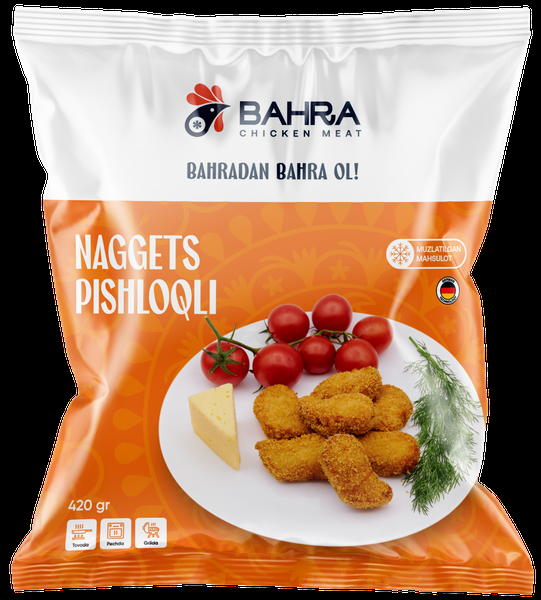 BAHRA
CHICKEN MEAT
BAHRADAN BAHRA OL!
NAGGETS
PISHLOQLI
MUZLATILGAN
MAHSULOT
420 gr
Tovada
Pechda
Grilda